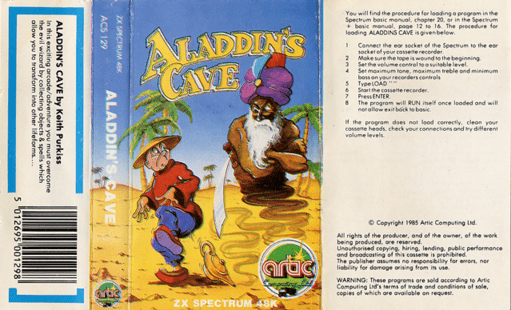 ALADDIN'S CAVE by Keith Purkiss
In this exciting arcade/adventure you must overcome
the evil wizard by collecting objects & spells which
allow you to transform into other lifeforms....
5 012695 001298
ZX SPECTRUM 48K
ACS 129
ALADDIN'S CAVE
ALADDIN'S
CAVE
artic
Computing Ltd
ZX SPECTRUM 48K
You will find the procedure for loading a program in the
Spectrum basic manual, chapter 20, or in the Spectrum
+ basic manual, page 12 to 16. The procedure for
loading ALADDINS CAVE is given below.
1 Connect the ear socket of the Spectrum to the ear
socket of your cassette recorder.
2 Make sure the tape is wound to the beginning.
3 Set the volume control to a suitable level.
4 Set maximum tone, maximum treble and minimum
bass on your recorders controls
5 Type LOAD " "
6 Start the cassette recorder.
7 Press ENTER.
8 The program will RUN itself once loaded and will
not allow exit back to basic.
If the program does not load correctly, clean your
cassette heads, check your connections and try different
volume levels.
© Copyright 1985 Artic Computing Ltd.
All rights of the producer, and of the owner, of the work
being produced, are reserved.
Unauthorised copying, hiring, lending, public performance
and broadcasting of this cassette is prohibited.
The publisher assumes no responsibility for errors, nor
liability for damage arising from its use.
WARNING: These programs are sold according to Artic
Computing Ltd's terms of trade and conditions of sale,
copies of which are available on request.